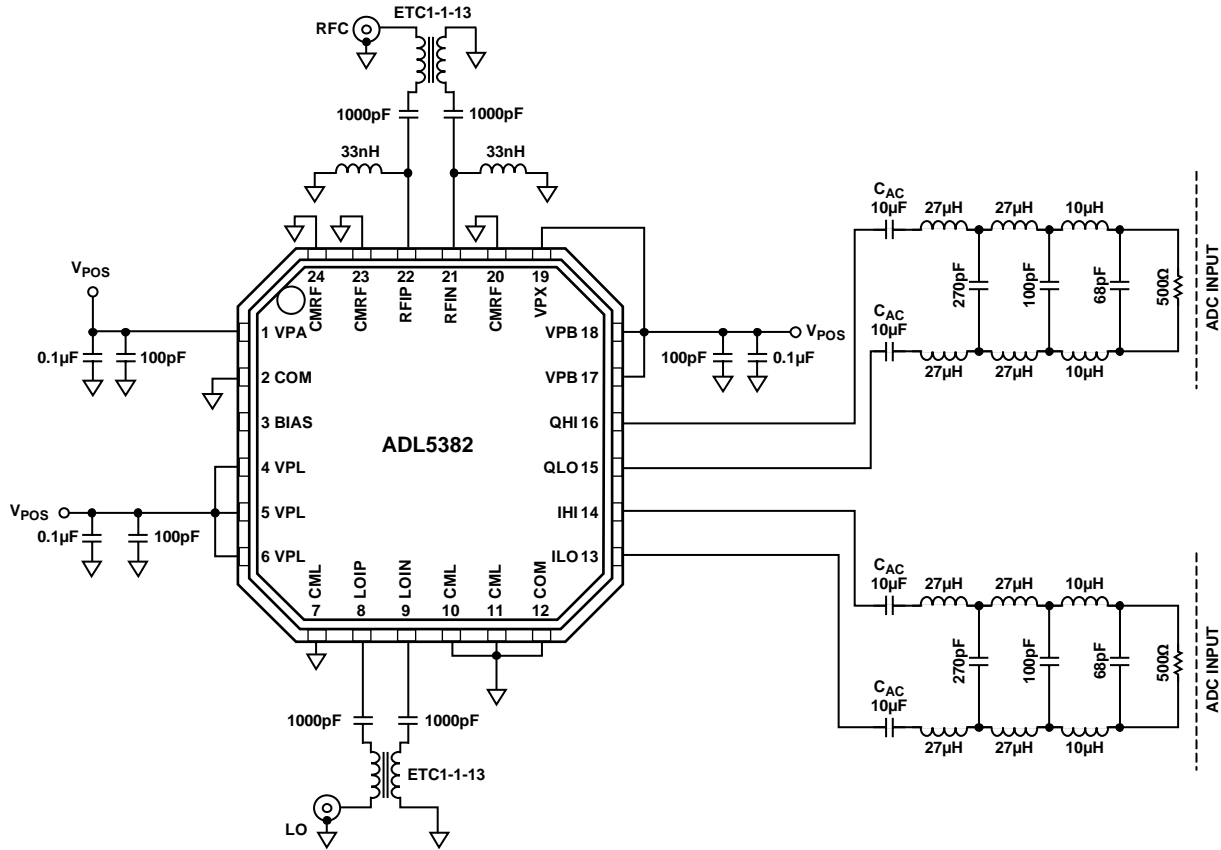 ETC1-1-13
RFC
1000pF
1000pF
33nH
33nH
V_POS
0.1µF
100pF
24
CMRF
23
CMRF
22
RFIP
21
RFIN
20
CMRF
19
VPX
1 VPA
2 COM
3 BIAS
4 VPL
5 VPL
6 VPL
ADL5382
VPB 18
VPB 17
QHI 16
QLO 15
IHI 14
ILO 13
CML
7
LOIP
8
LOIN
9
CML
10
CML
11
COM
12
V_POS
0.1µF
100pF
100pF
0.1µF
V_POS
1000pF
1000pF
ETC1-1-13
LO
C_AC
10µF
27µH
27µH
10µH
270pF
100pF
68pF
500Ω
ADC INPUT
C_AC
10µF
27µH
27µH
10µH
C_AC
10µF
27µH
27µH
10µH
270pF
100pF
68pF
500Ω
ADC INPUT
C_AC
10µF
27µH
27µH
10µH